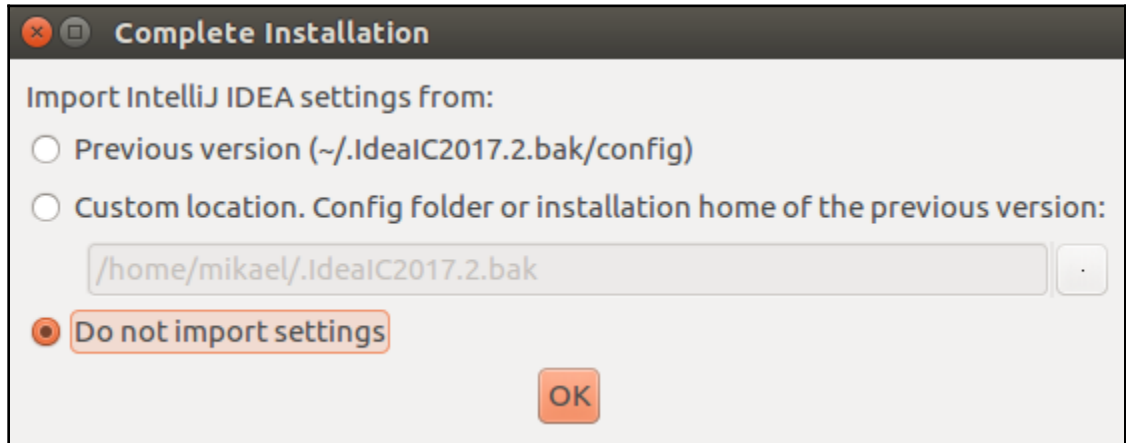 Complete Installation
Import IntelliJ IDEA settings from:
Previous version (~/.IdeaIC2017.2.bak/config)
Custom location. Config folder or installation home of the previous version:
/home/mikael/.IdeaIC2017.2.bak
.
Do not import settings
OK